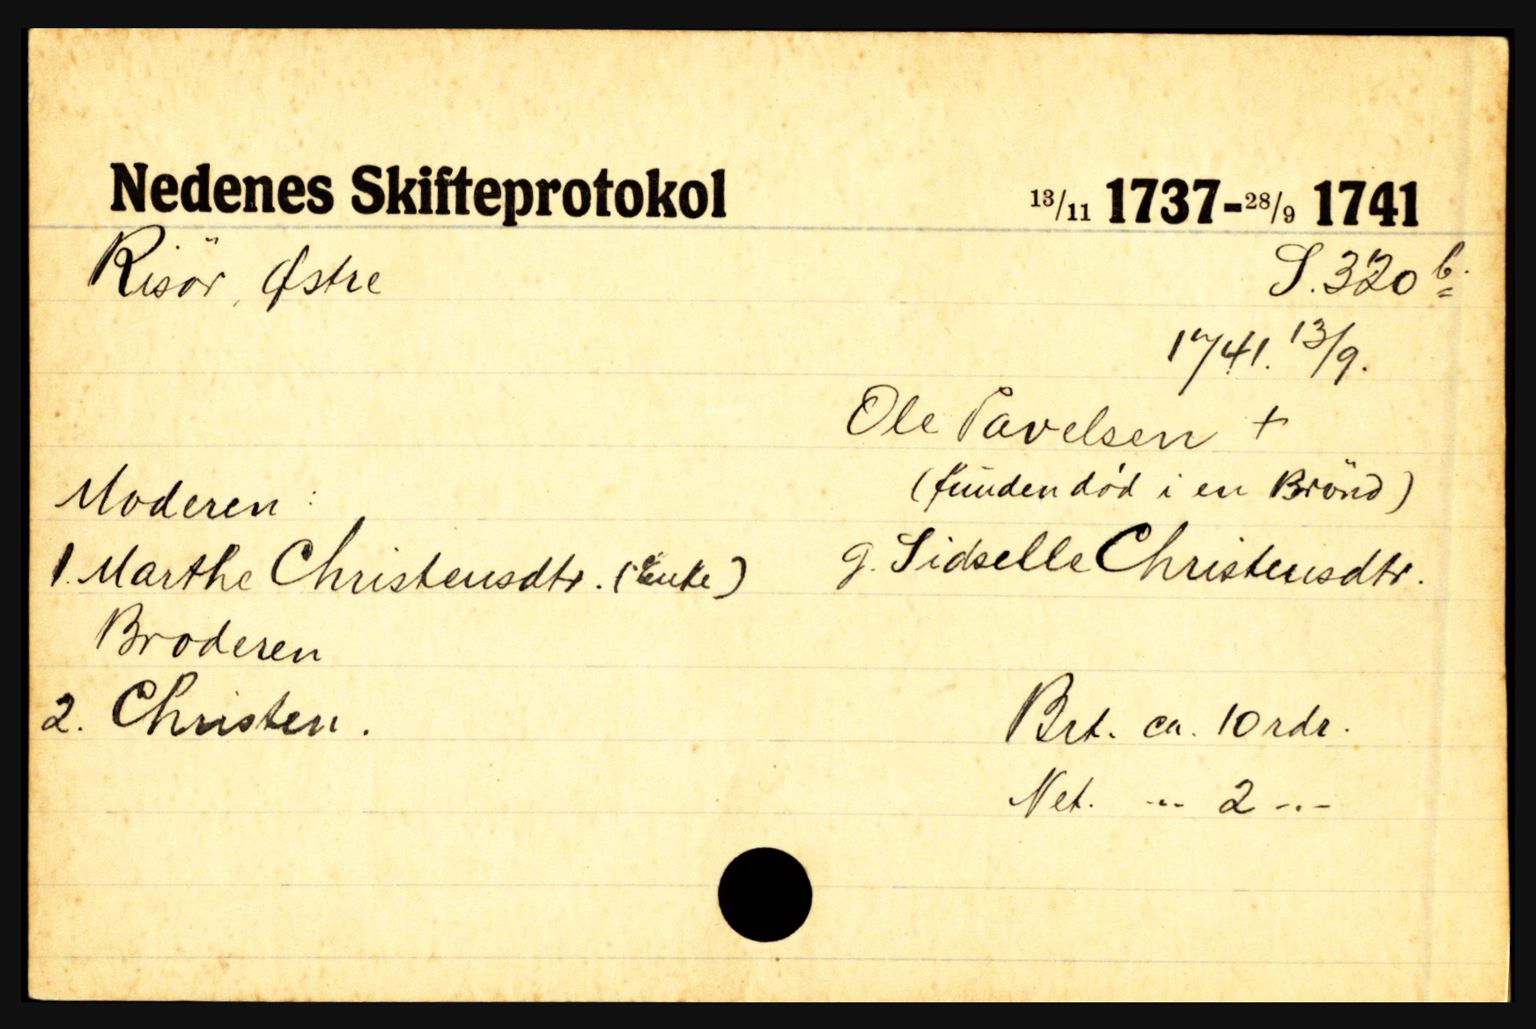 Nedenes Skifteprotokol 13/11 1737-28/9 1741
Risör, Østre S. 320 b.
1741. 13/9.
Ole Pavelsen +
(funden död i en Brönd)
g. Sidselle Christensdtr.
Moderen:
1. Marthe Christensdtr. (Enke)
Broderen
2. Christen.
Brt. ca. 10 rdr.
Net. -"- 2 -"-